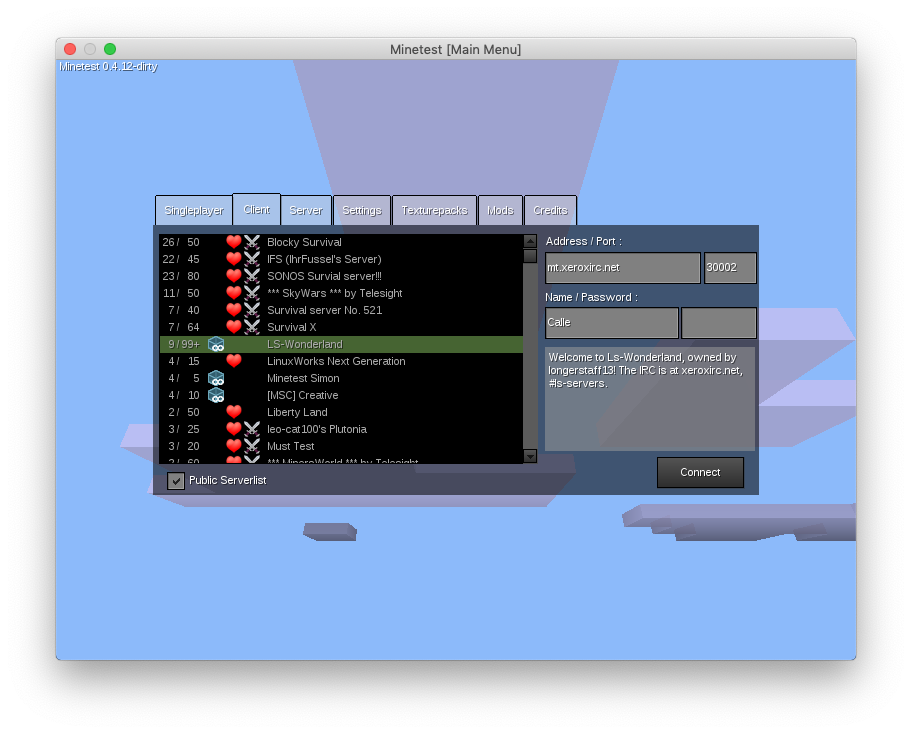 Minetest [Main Menu]
Minetest 0.4.12-dirty
Singleplayer Client Server Settings Texturepacks Mods Credits
26 / 50 Blocky Survival
22 / 45 IFS (IhrFussel's Server)
23 / 80 SONOS Survial server!!!
11 / 50 *** SkyWars *** by Telesight
7 / 40 Survival server No. 521
7 / 64 Survival X
9 / 99+ LS-Wonderland
4 / 15 LinuxWorks Next Generation
4 / 5 Minetest Simon
4 / 10 [MSC] Creative
2 / 50 Liberty Land
3 / 25 leo-cat100's Plutonia
3 / 20 Must Test
2 / 60 *** MineraWorld *** by Telesight
Public Serverlist
Address / Port :
mt.xeroxirc.net 30002
Name / Password :
Calle
Welcome to Ls-Wonderland, owned by
longerstaff13! The IRC is at xeroxirc.net,
#ls-servers.
Connect